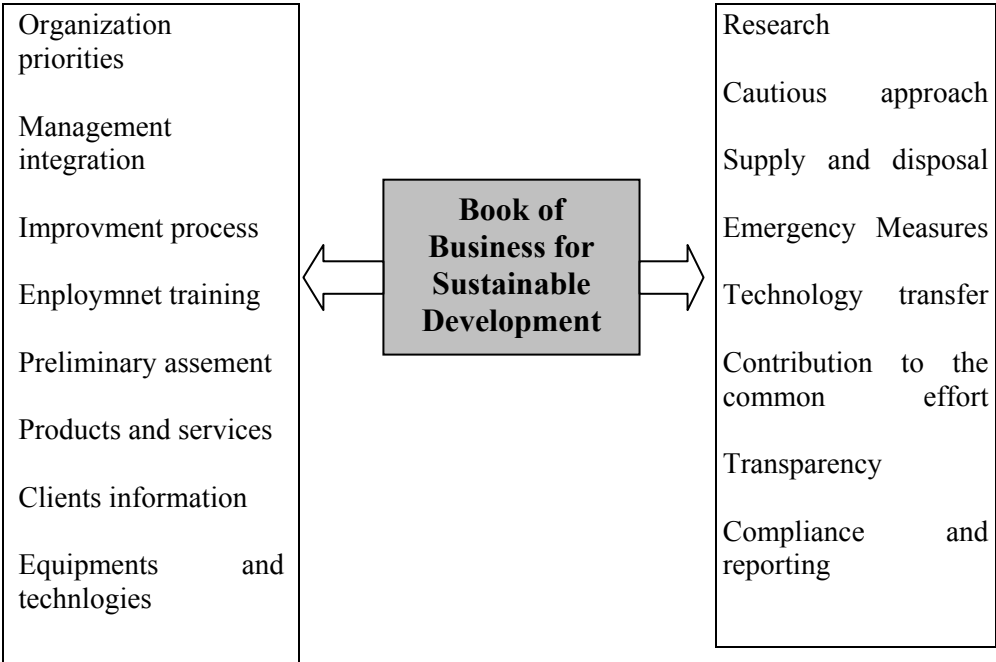 Organization
priorities
Management
integration
Improvment process
Enploymnet training
Preliminary assement
Products and services
Clients information
Equipments and
technlogies
Book of
Business for
Sustainable
Development
Research
Cautious approach
Supply and disposal
Emergency Measures
Technology transfer
Contribution to the
common effort
Transparency
Compliance and
reporting